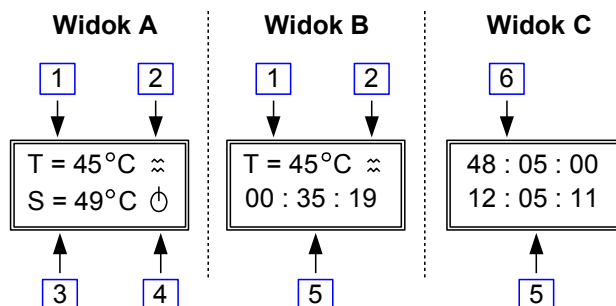 Widok A Widok B Widok C
1 2 1 2 6
T = 45°C T = 45°C 48 : 05 : 00
S = 49°C 00 : 35 : 19 12 : 05 : 11
3 4 5 5